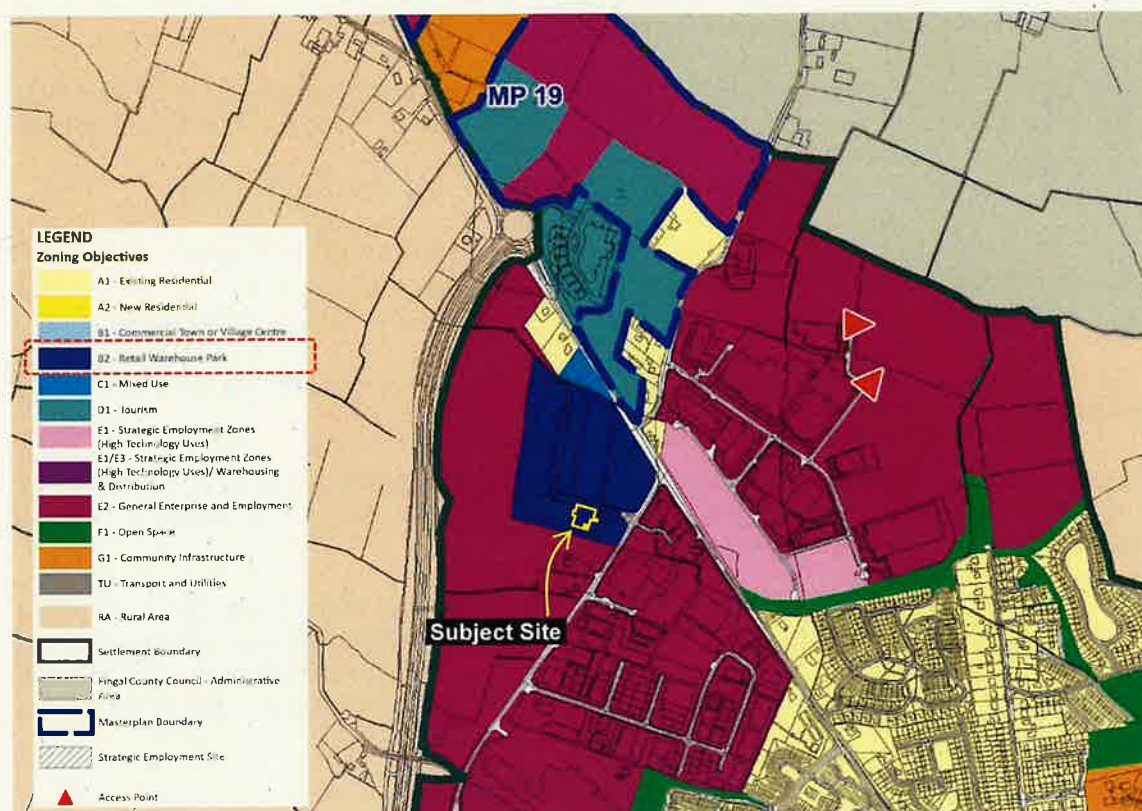 MP 19
LEGEND
Zoning Objectives
A1 - Existing Residential
A2 - New Residential
B1 - Commercial Town or Village Centre
B2 - Retail Warehouse Park
C1 - Mixed Use
D1 - Tourism
E1 - Strategic Employment Zones
(High Technology Uses)
E1/E3 - Strategic Employment Zones
(High Technology Uses)/ Warehousing
& Distribution
E2 - General Enterprise and Employment
F1 - Open Space
G1 - Community Infrastructure
TU - Transport and Utilities
RA - Rural Area
Settlement Boundary
Fingal County Council - Administrative
Area
Masterplan Boundary
Strategic Employment Site
Access Point
Subject Site